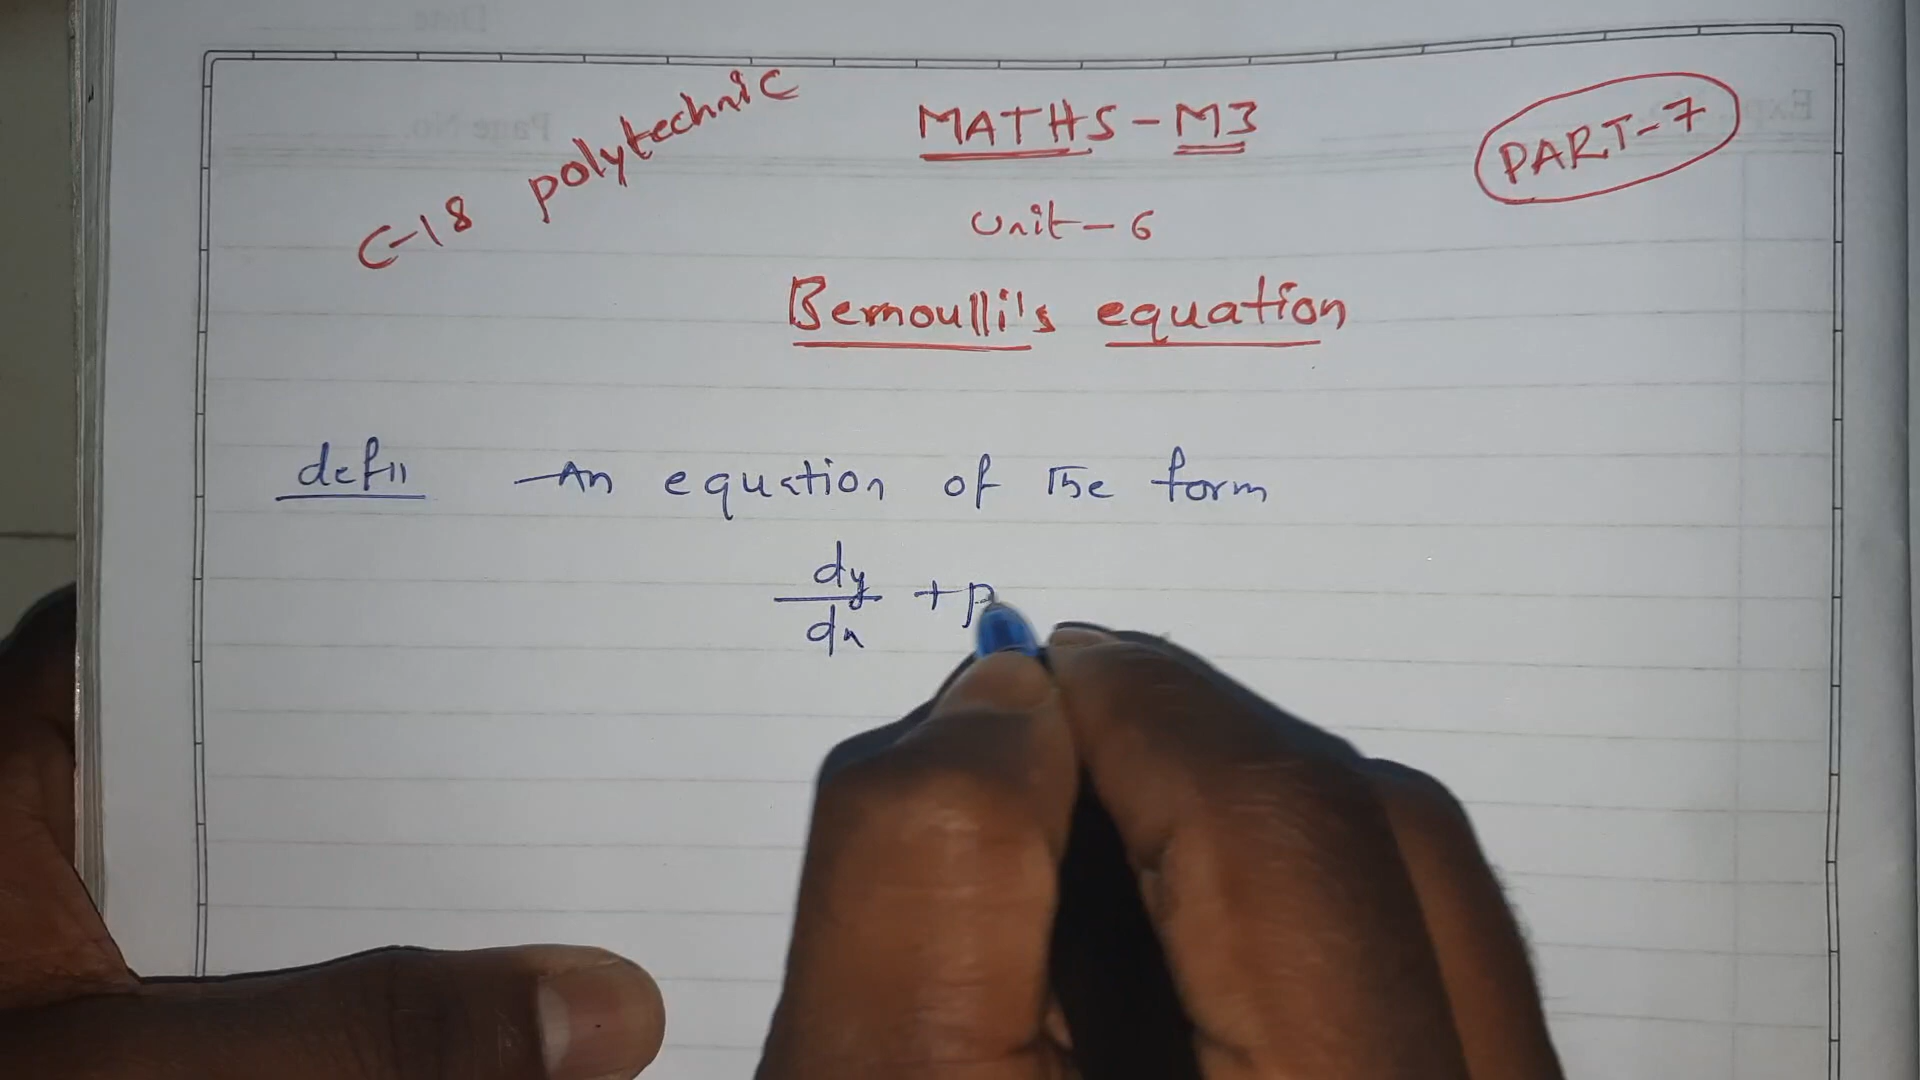 C-18 polytechnic
MATHS-M3
PART-7
Unit-6
Bernoulli's equation
defn An equation of the form
dy
dx
+p